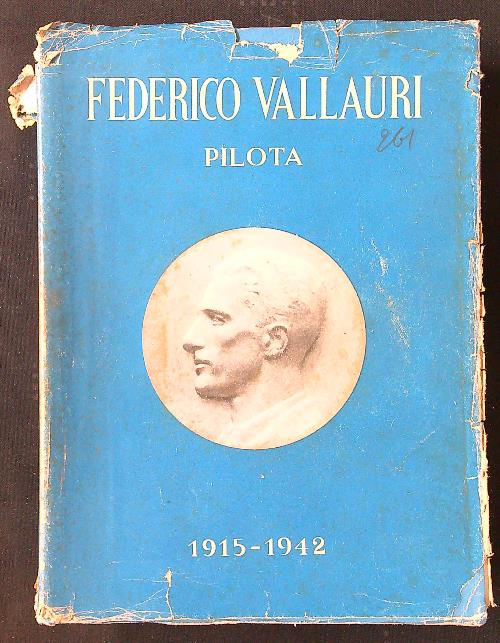 FEDERICO VALLAURI
261
PILOTA
1915-1942